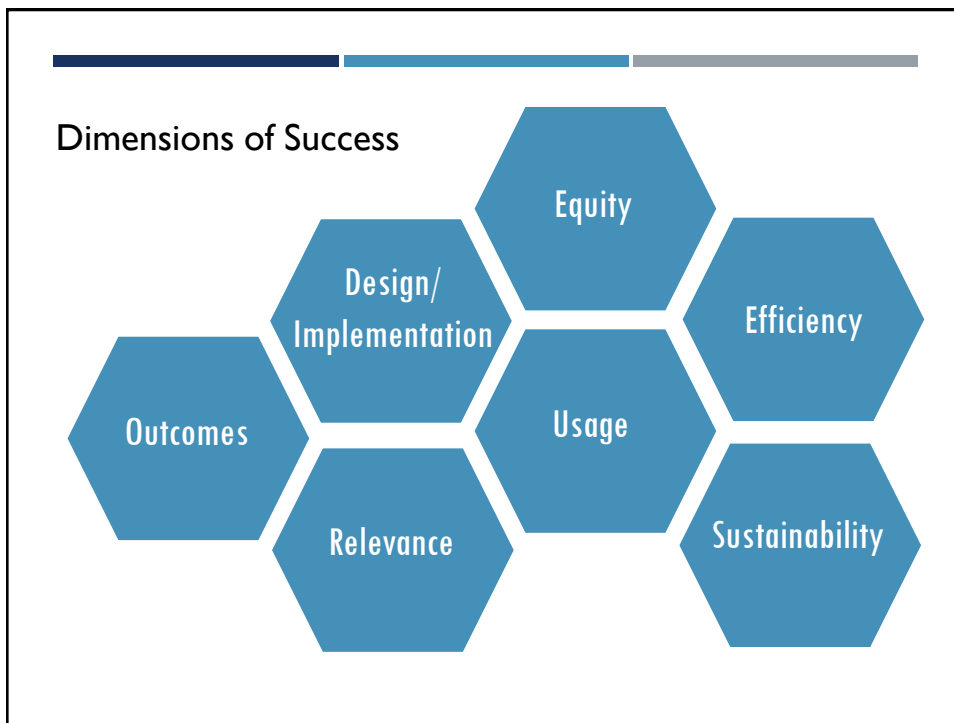 Dimensions of Success
Equity
Design/
Implementation
Efficiency
Outcomes
Usage
Relevance
Sustainability